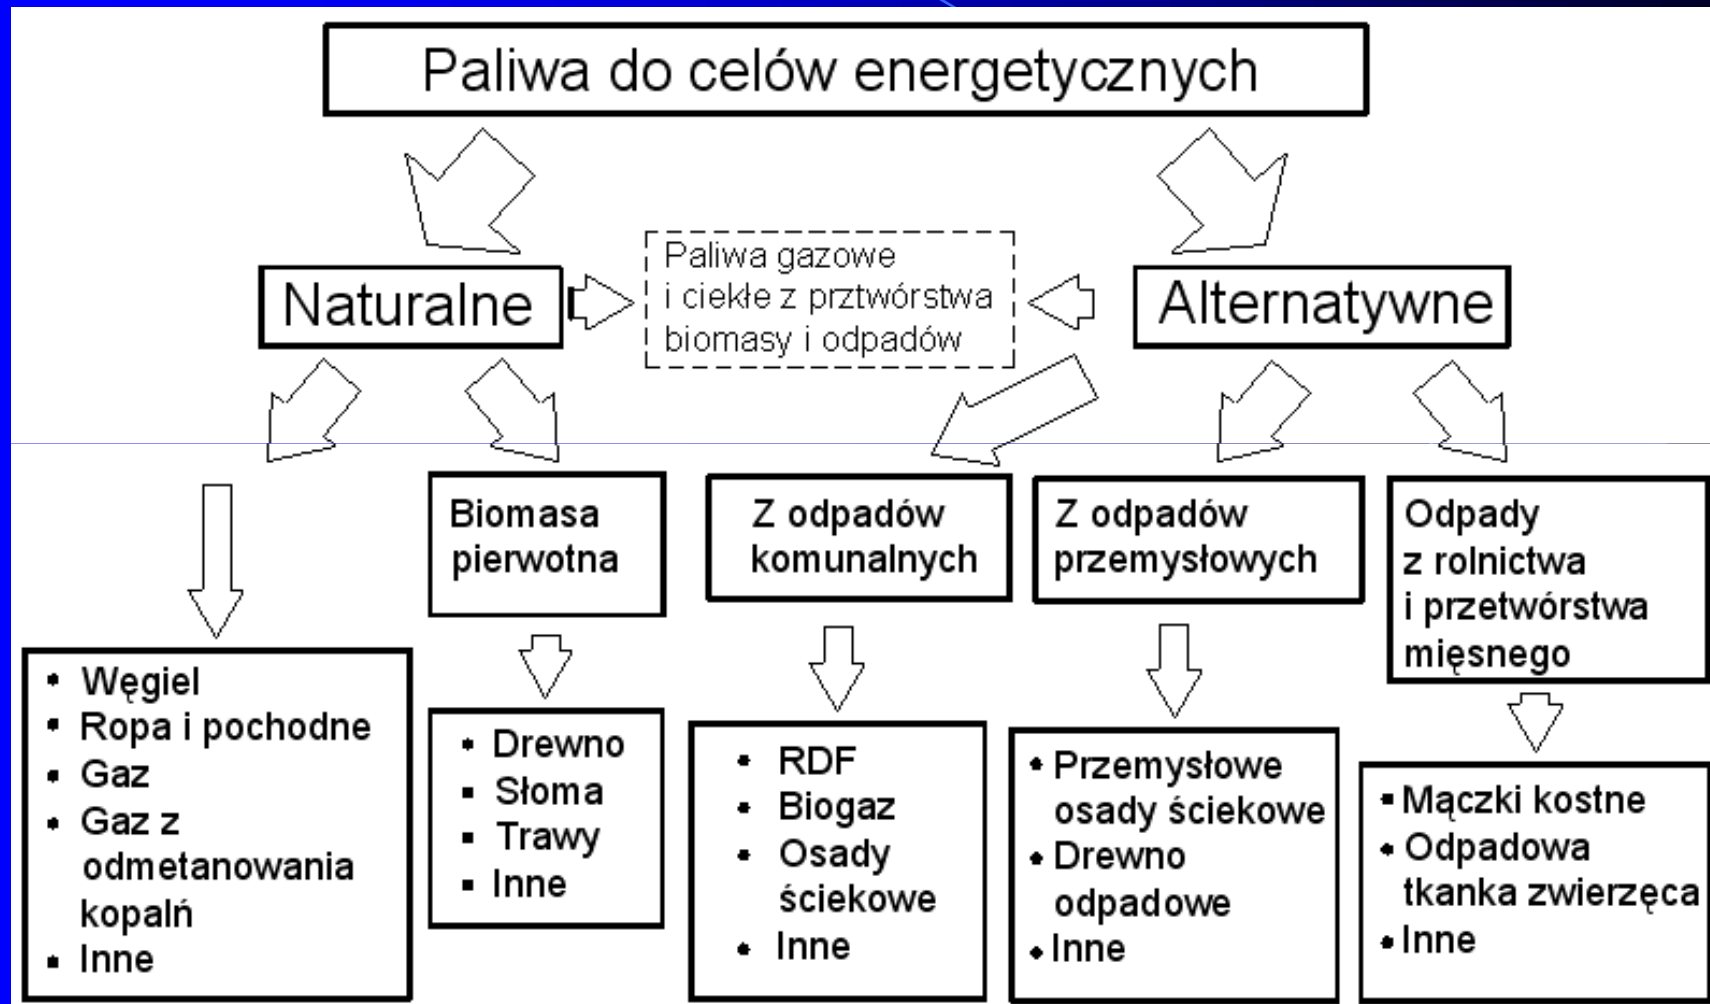 Paliwa do celów energetycznych
Naturalne
Paliwa gazowe
i ciekłe z prztwórstwa
biomasy i odpadów
Alternatywne
Biomasa
pierwotna
Z odpadów
komunalnych
Z odpadów
przemysłowych
Odpady
z rolnictwa
i przetwórstwa
mięsnego
• Węgiel
• Ropa i pochodne
• Gaz
• Gaz z
odmetanowania
kopalń
• Inne
• Drewno
• Słoma
• Trawy
• Inne
• RDF
• Biogaz
• Osady
ściekowe
• Inne
• Przemysłowe
osady ściekowe
• Drewno
odpadowe
• Inne
• Mączki kostne
• Odpadowa
tkanka zwierzęca
• Inne